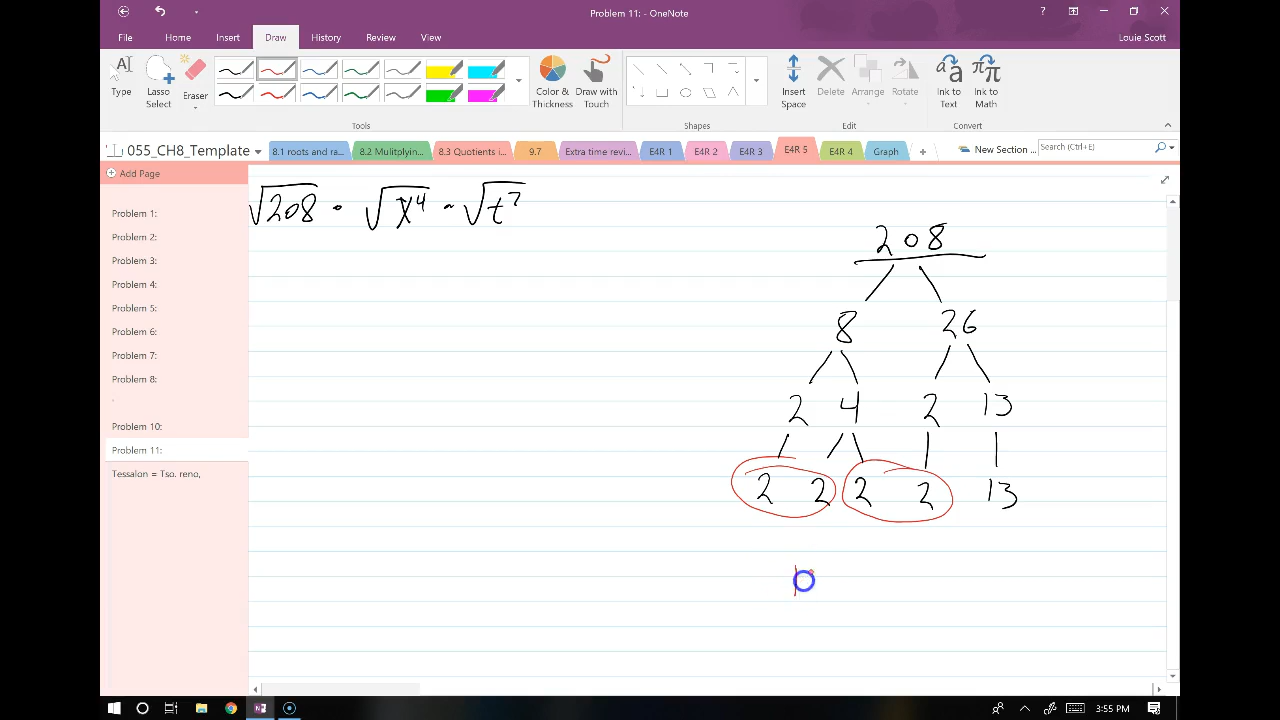 Problem 11: - OneNote
?
File Home Insert Draw History Review View Louie Scott
Type
Lasso Select
Eraser
Color & Thickness
Draw with Touch
Insert Space
Delete
Arrange
Rotate
Ink to Text
Ink to Math
Tools Shapes Edit Convert
055_CH8_Template 8.1 roots and ra... 8.2 Mulitplyin... 8.3 Quotients i... 9.7 Extra time revi... E4R 1 E4R 2 E4R 3 E4R 5 E4R 4 Graph + New Section ... Search (Ctrl+E)
Add Page
Problem 1:
Problem 2:
Problem 3:
Problem 4:
Problem 5:
Problem 6:
Problem 7:
Problem 8:
Problem 10:
Problem 11:
Tessalon = Tso. reno,
√208 · √x⁴ · √t⁷
208
8 26
2 4 2 13
2 2 2 2 13
3:55 PM